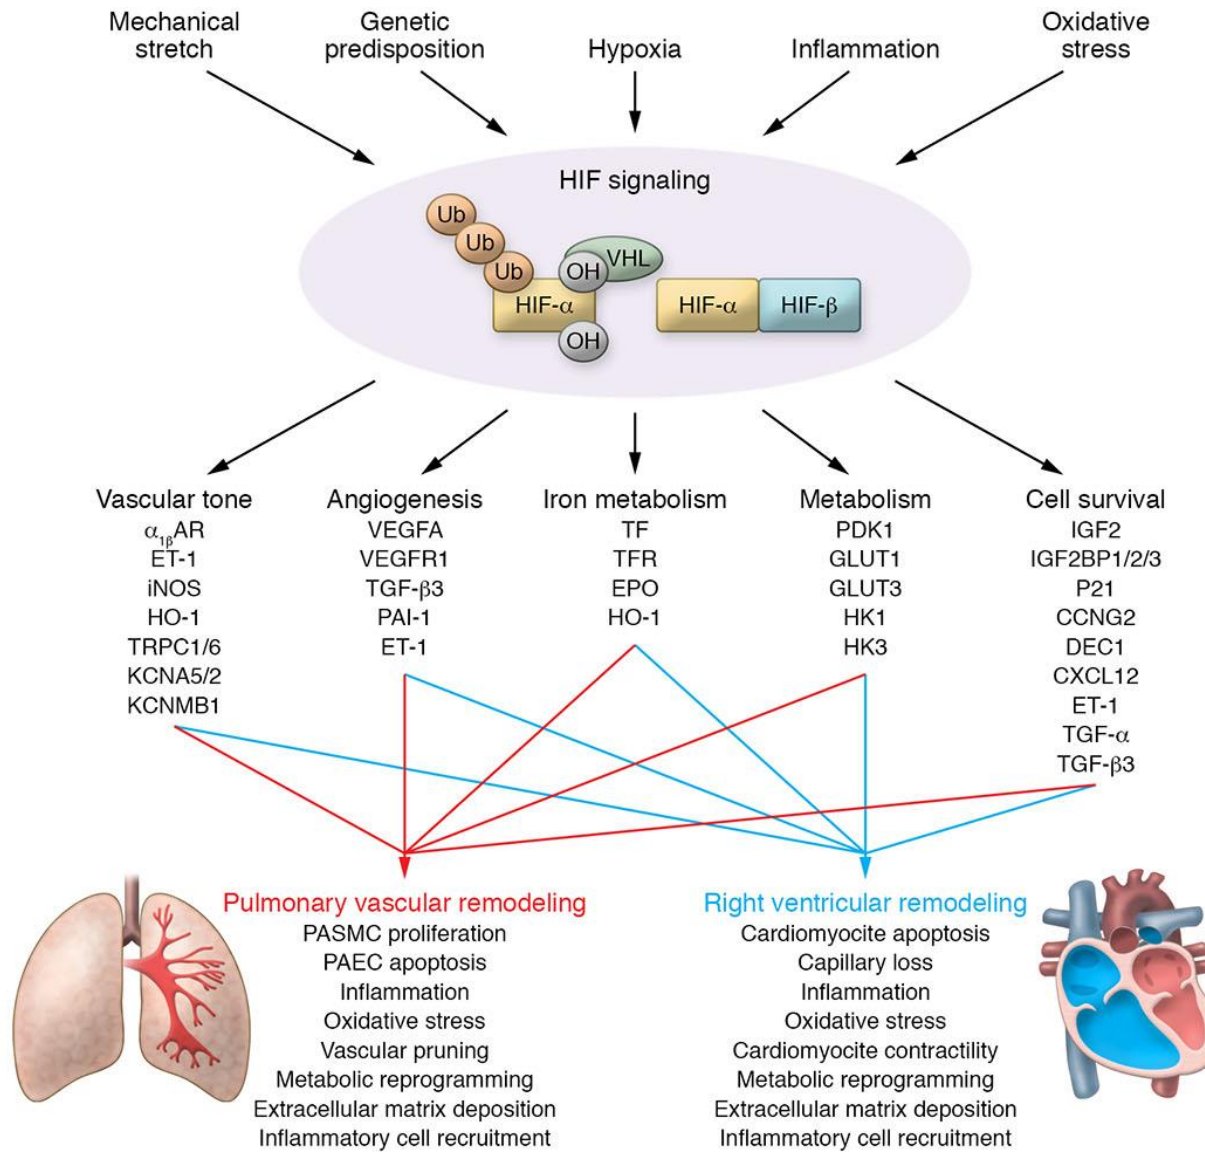 Mechanical
stretch
Genetic
predisposition
Hypoxia
Inflammation
Oxidative
stress
HIF signaling
Ub
Ub
Ub
OH
VHL
HIF-α
OH
HIF-α
HIF-β
Vascular tone
α1βAR
ET-1
iNOS
HO-1
TRPC1/6
KCNA5/2
KCNMB1
Angiogenesis
VEGFA
VEGFR1
TGF-β3
PAI-1
ET-1
Iron metabolism
TF
TFR
EPO
HO-1
Metabolism
PDK1
GLUT1
GLUT3
HK1
HK3
Cell survival
IGF2
IGF2BP1/2/3
P21
CCNG2
DEC1
CXCL12
ET-1
TGF-α
TGF-β3
Pulmonary vascular remodeling
PASMC proliferation
PAEC apoptosis
Inflammation
Oxidative stress
Vascular pruning
Metabolic reprogramming
Extracellular matrix deposition
Inflammatory cell recruitment
Right ventricular remodeling
Cardiomyocite apoptosis
Capillary loss
Inflammation
Oxidative stress
Cardiomyocite contractility
Metabolic reprogramming
Extracellular matrix deposition
Inflammatory cell recruitment